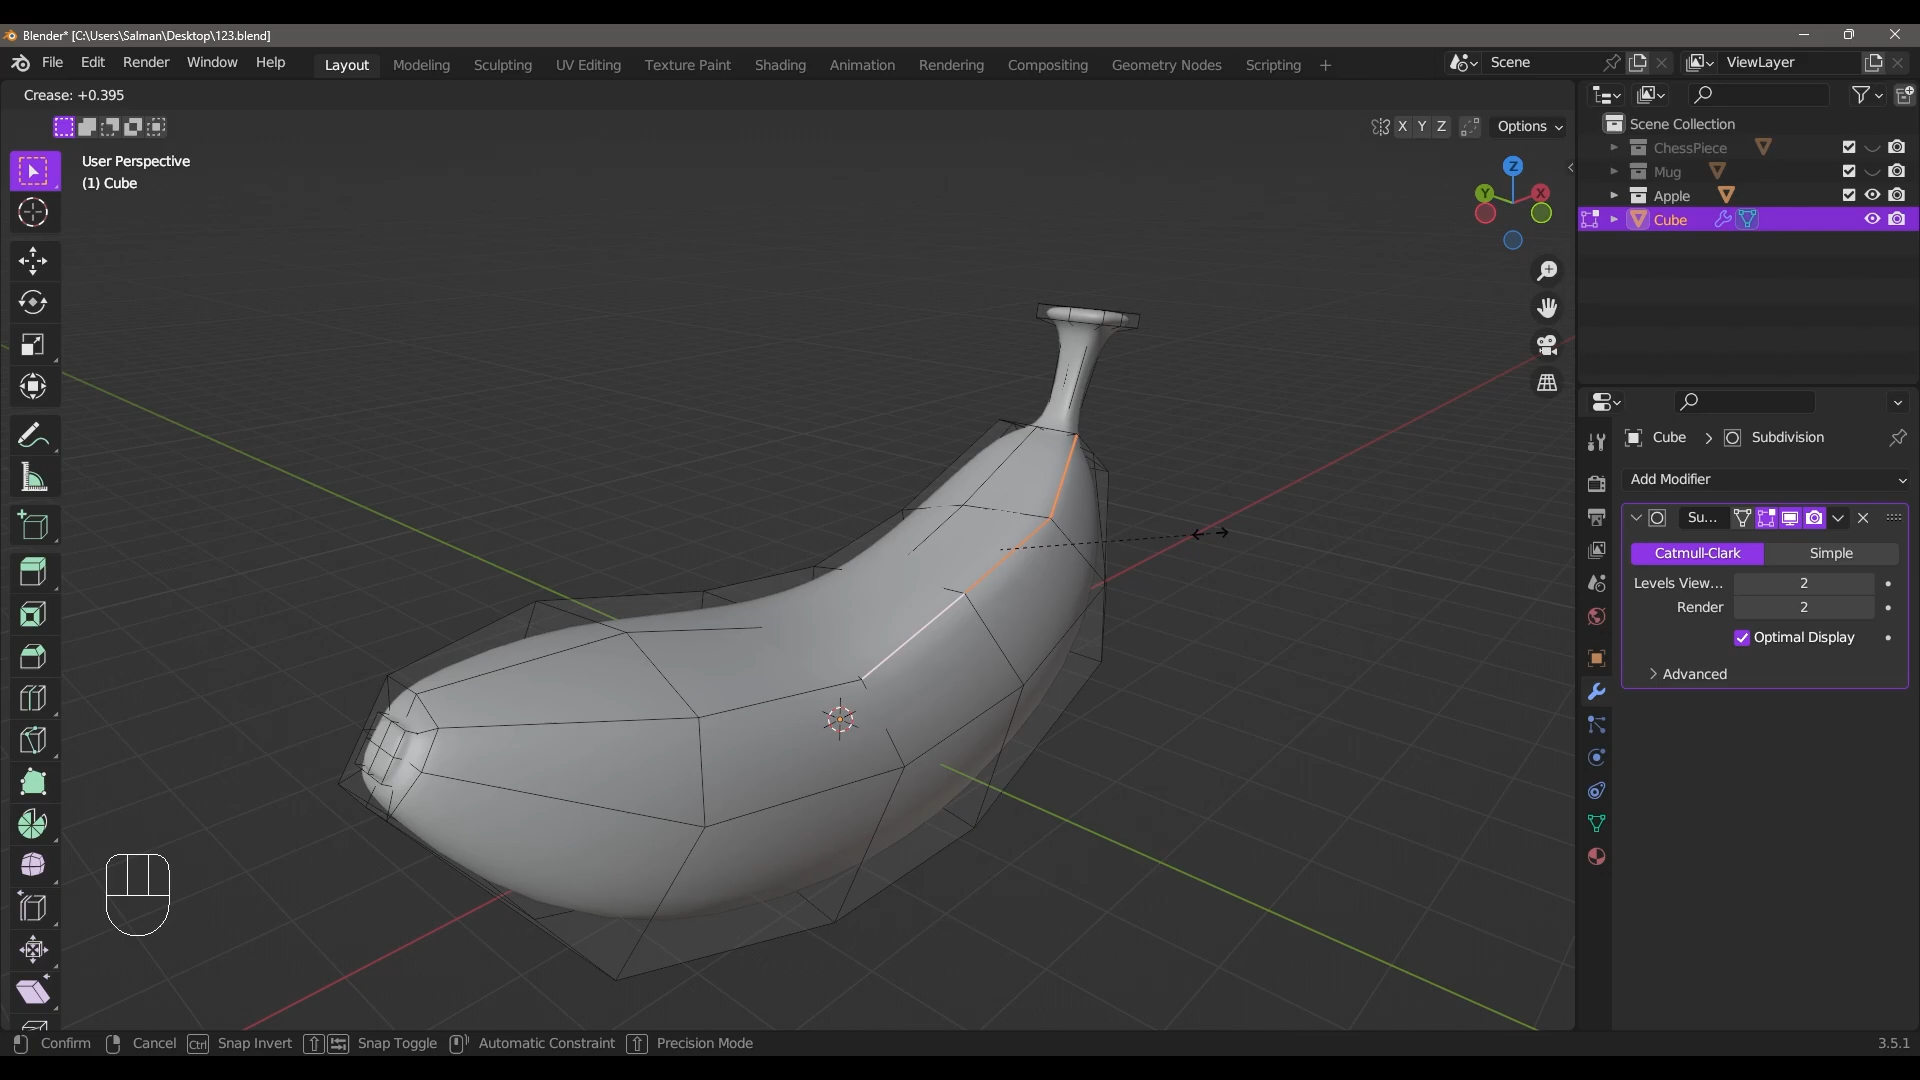 Blender* [C:\Users\Salman\Desktop\123.blend]
File Edit Render Window Help Layout Modeling Sculpting UV Editing Texture Paint Shading Animation Rendering Compositing Geometry Nodes Scripting + Scene ViewLayer
Crease: +0.395
X Y Z Options
User Perspective
(1) Cube
Z
Y
X
Scene Collection
ChessPiece
Mug
Apple
Cube
Cube > Subdivision
Add Modifier
Su...
Catmull-Clark Simple
Levels View... 2
Render 2
Optimal Display
Advanced
Confirm Cancel Ctrl Snap Invert Snap Toggle Automatic Constraint Precision Mode 3.5.1